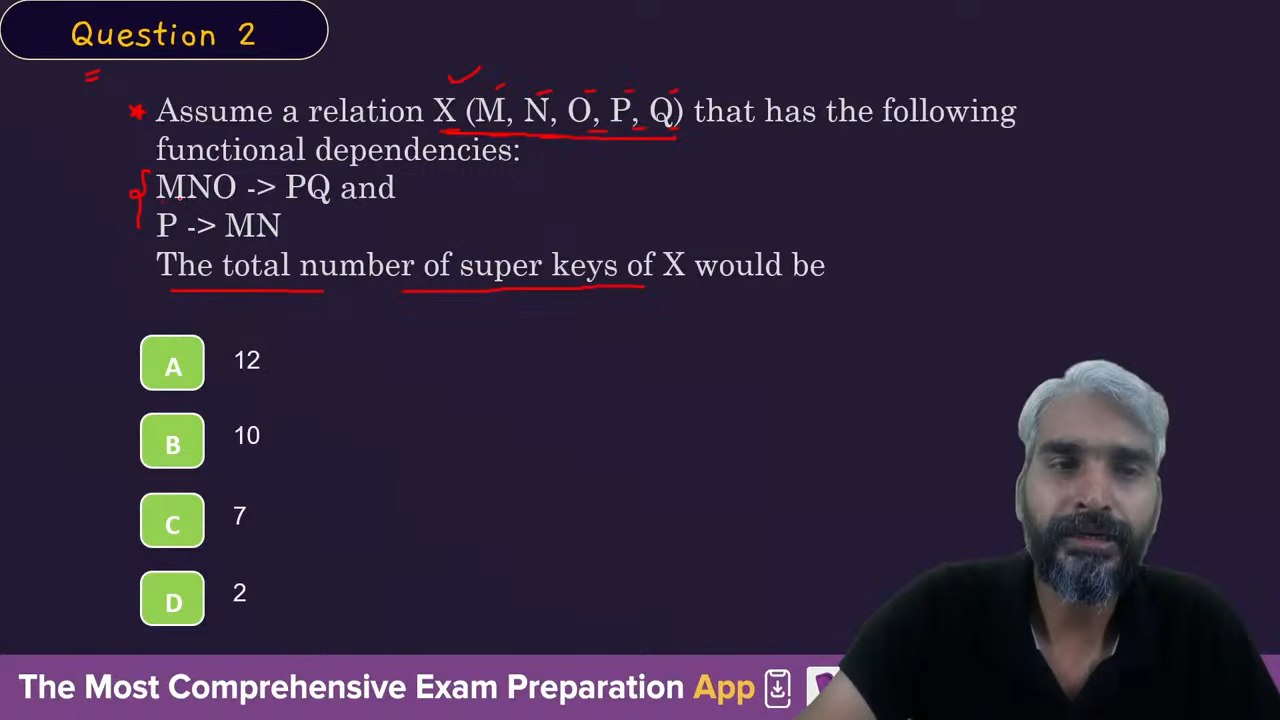 Question 2
Assume a relation X (M, N, O, P, Q) that has the following
functional dependencies:
MNO -> PQ and
P -> MN
The total number of super keys of X would be
A 12
B 10
C 7
D 2
The Most Comprehensive Exam Preparation App